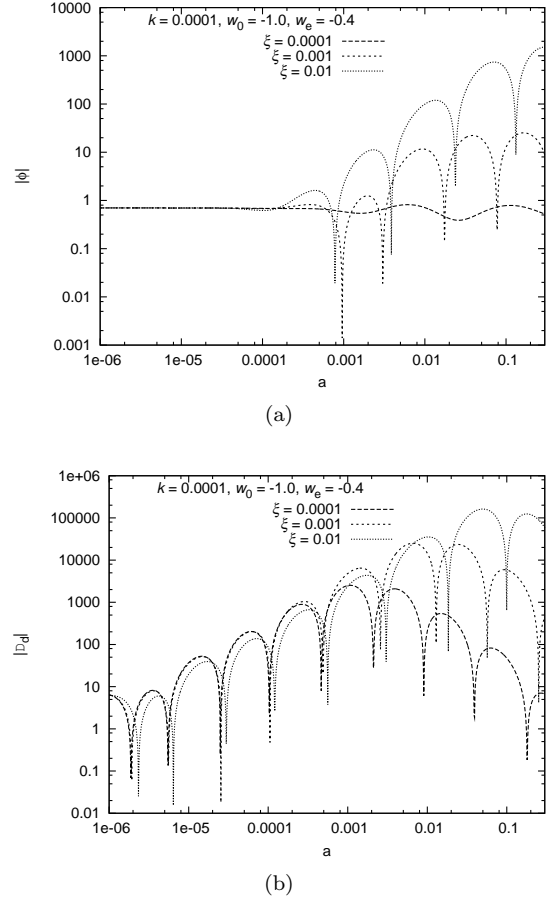 k = 0.0001, w0 = -1.0, we = -0.4
ξ = 0.0001
ξ = 0.001
ξ = 0.01
10000
1000
100
10
1
0.1
0.01
0.001
|ϕ|
1e-06
1e-05
0.0001
0.001
0.01
0.1
a
(a)
k = 0.0001, w0 = -1.0, we = -0.4
ξ = 0.0001
ξ = 0.001
ξ = 0.01
1e+06
100000
10000
1000
100
10
1
0.1
0.01
|Dd|
1e-06
1e-05
0.0001
0.001
0.01
0.1
a
(b)